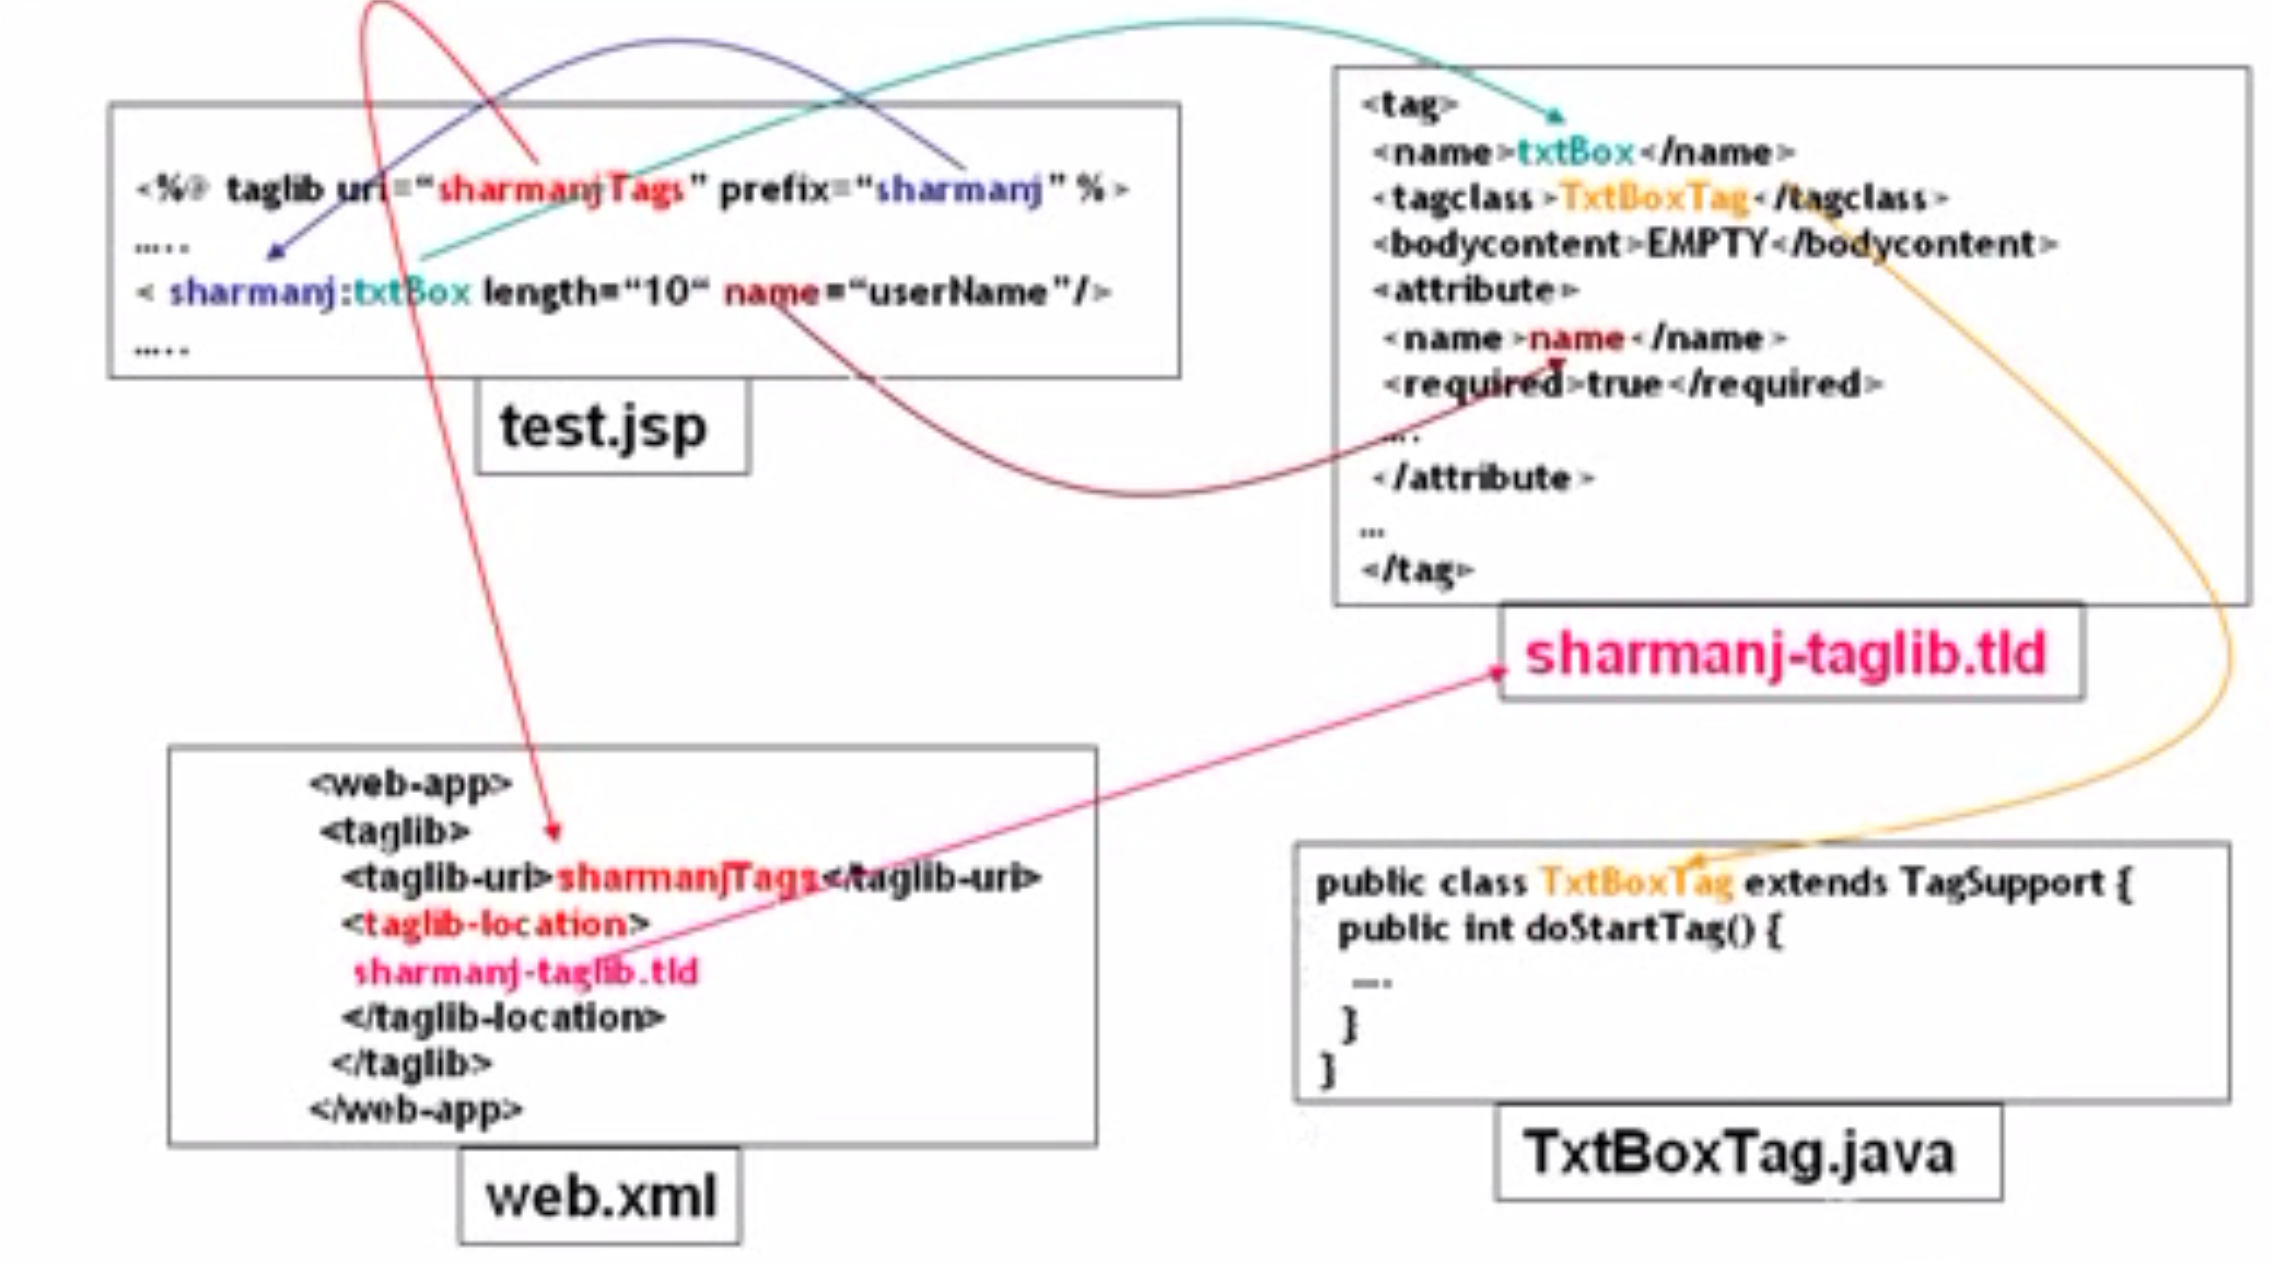 <%@ taglib uri=“sharmanjTags” prefix=“sharmanj” %>
.....
< sharmanj:txtBox length=“10“ name=“userName”/>
.....
test.jsp
<tag>
<name>txtBox</name>
<tagclass>TxtBoxTag</tagclass>
<bodycontent>EMPTY</bodycontent>
<attribute>
<name>name</name>
<required>true</required>
....
</attribute>
...
</tag>
sharmanj-taglib.tld
<web-app>
<taglib>
<taglib-uri>sharmanjTags</taglib-uri>
<taglib-location>
sharmanj-taglib.tld
</taglib-location>
</taglib>
</web-app>
web.xml
public class TxtBoxTag extends TagSupport {
public int doStartTag() {
....
}
}
TxtBoxTag.java